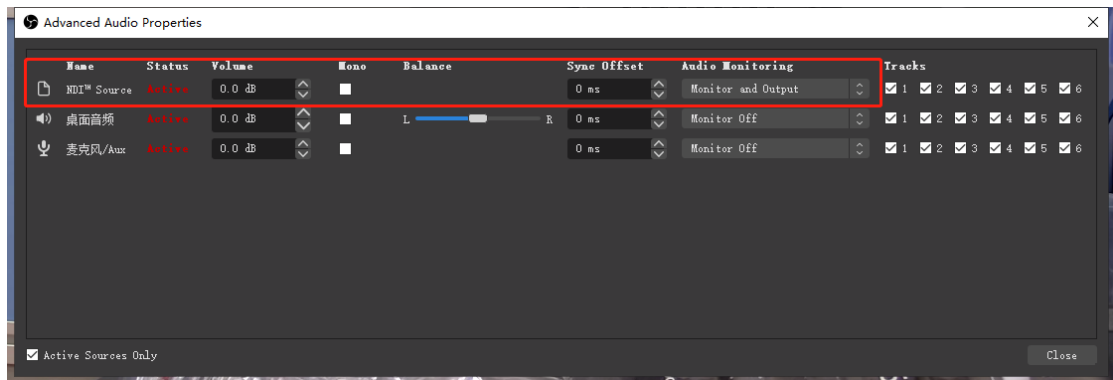 Advanced Audio Properties
Name Status Volume Mono Balance Sync Offset Audio Monitoring Tracks
NDI™ Source Active 0.0 dB 0 ms Monitor and Output 1 2 3 4 5 6
桌面音频 Active 0.0 dB L R 0 ms Monitor Off 1 2 3 4 5 6
麦克风/Aux Active 0.0 dB 0 ms Monitor Off 1 2 3 4 5 6
Active Sources Only Close